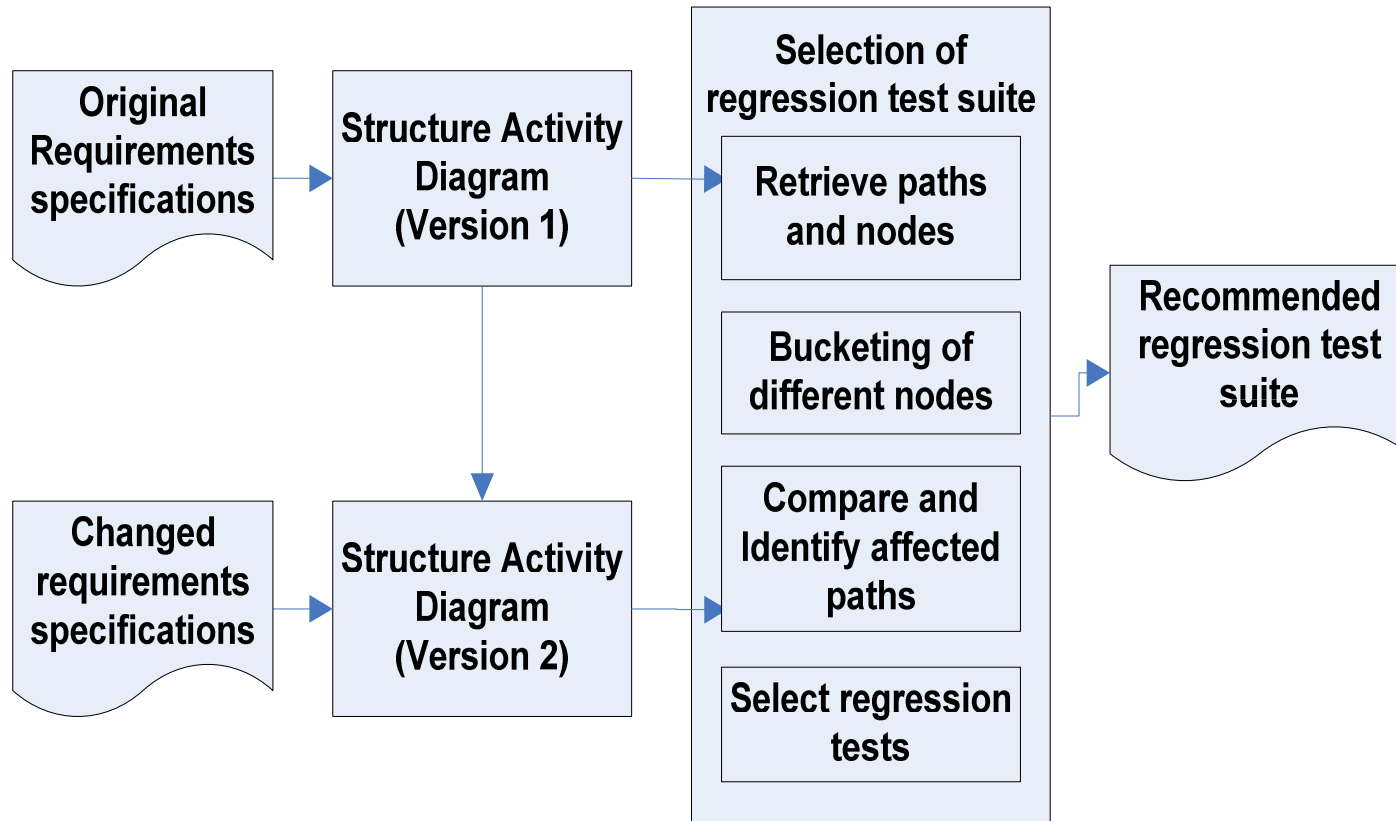 Original
Requirements
specifications
Structure Activity
Diagram
(Version 1)
Selection of
regression test suite
Retrieve paths
and nodes
Bucketing of
different nodes
Compare and
Identify affected
paths
Select regression
tests
Recommended
regression test
suite
Changed
requirements
specifications
Structure Activity
Diagram
(Version 2)